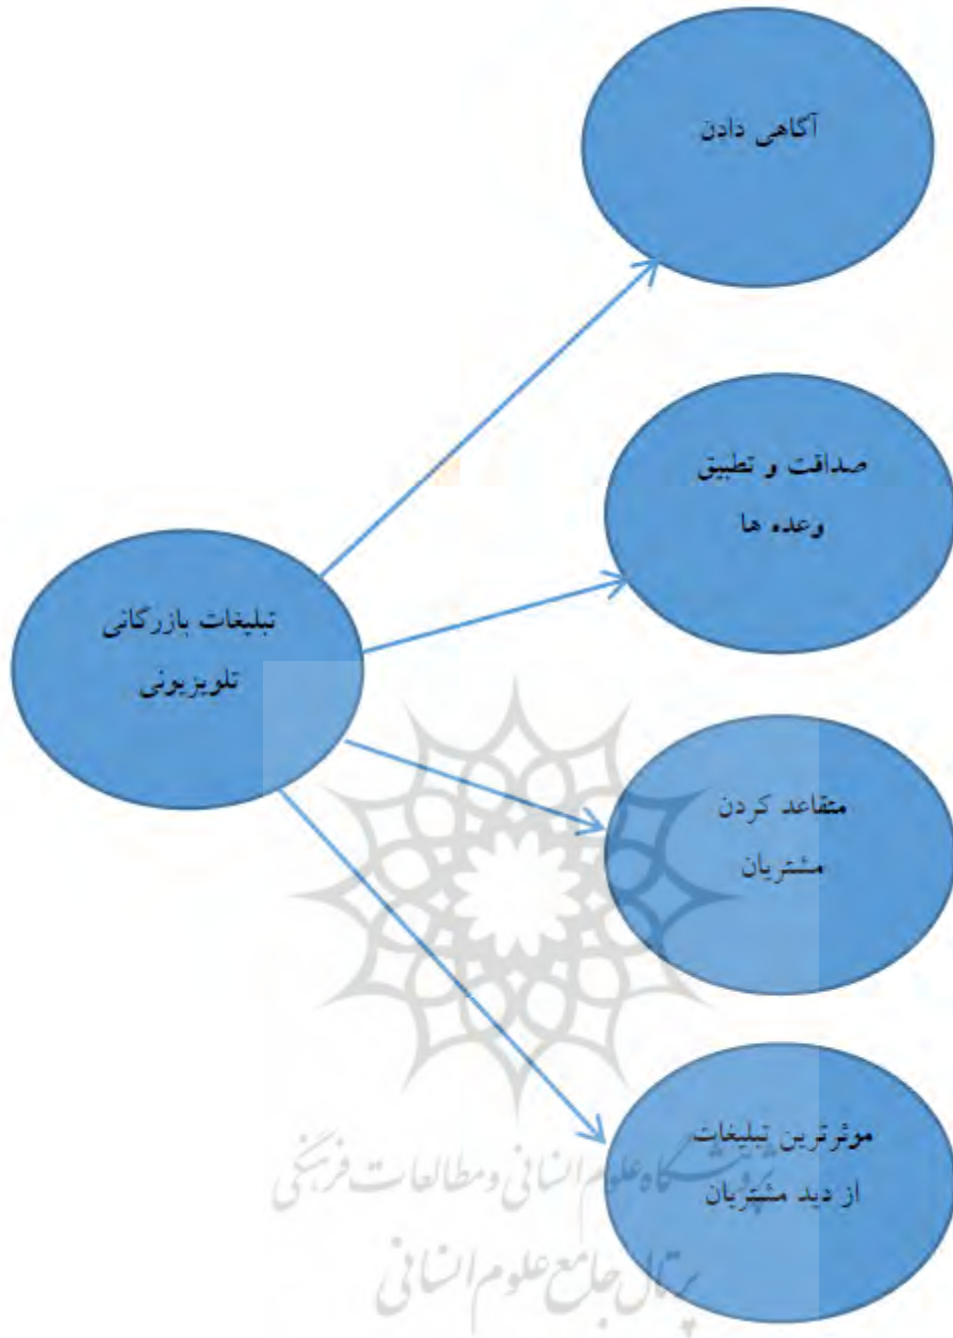 آگاهی دادن
صداقت و تطبیق
وعده ها
تبلیغات بازرگانی
تلویزیونی
متقاعد کردن
مشتریان
موثرترین تبلیغات
از دید مشتریان
پژوهشگاه علوم انسانی و مطالعات فرهنگی
پرتال جامع علوم انسانی